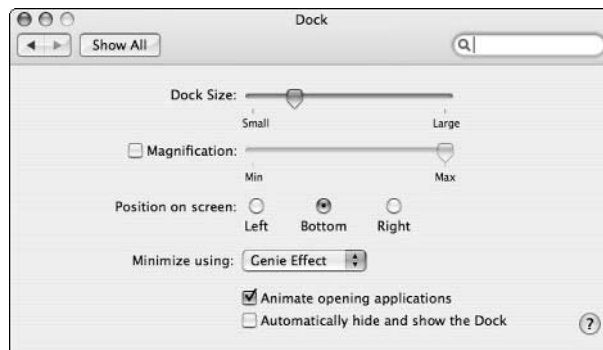 Dock
Show All
Dock Size:
Small Large
Magnification:
Min Max
Position on screen:
Left Bottom Right
Minimize using: Genie Effect
Animate opening applications
Automatically hide and show the Dock ?